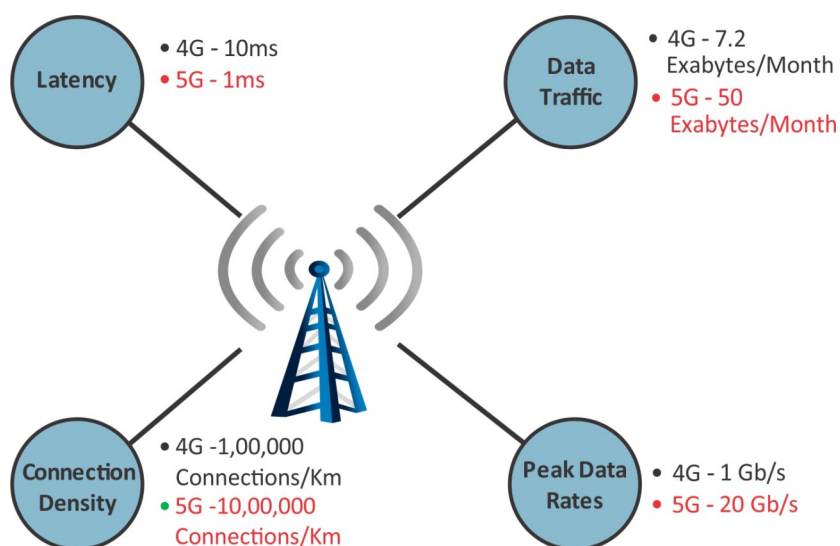 Latency
• 4G - 10ms
• 5G - 1ms
Data
Traffic
• 4G - 7.2
Exabytes/Month
• 5G - 50
Exabytes/Month
Connection
Density
• 4G -1,00,000
Connections/Km
• 5G -10,00,000
Connections/Km
Peak Data
Rates
• 4G - 1 Gb/s
• 5G - 20 Gb/s